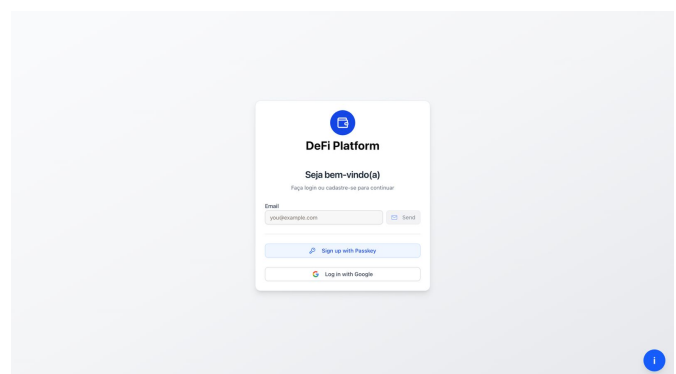 DeFi Platform
Seja bem-vindo(a)
Faça login ou cadastre-se para continuar
Email
you@example.com
Send
Sign up with Passkey
Log in with Google
i